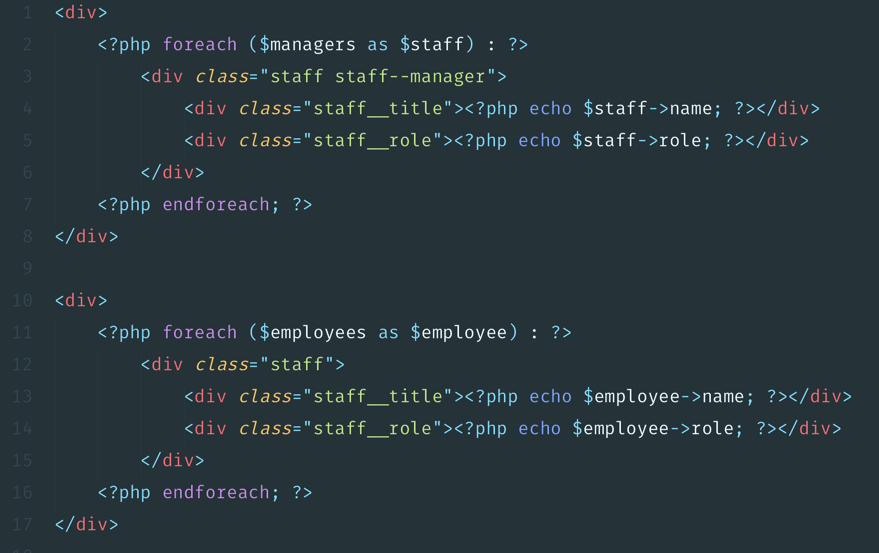 1 <div>
2 <?php foreach ($managers as $staff) : ?>
3 <div class="staff staff--manager">
4 <div class="staff__title"><?php echo $staff->name; ?></div>
5 <div class="staff__role"><?php echo $staff->role; ?></div>
6 </div>
7 <?php endforeach; ?>
8 </div>
9
10 <div>
11 <?php foreach ($employees as $employee) : ?>
12 <div class="staff">
13 <div class="staff__title"><?php echo $employee->name; ?></div>
14 <div class="staff__role"><?php echo $employee->role; ?></div>
15 </div>
16 <?php endforeach; ?>
17 </div>